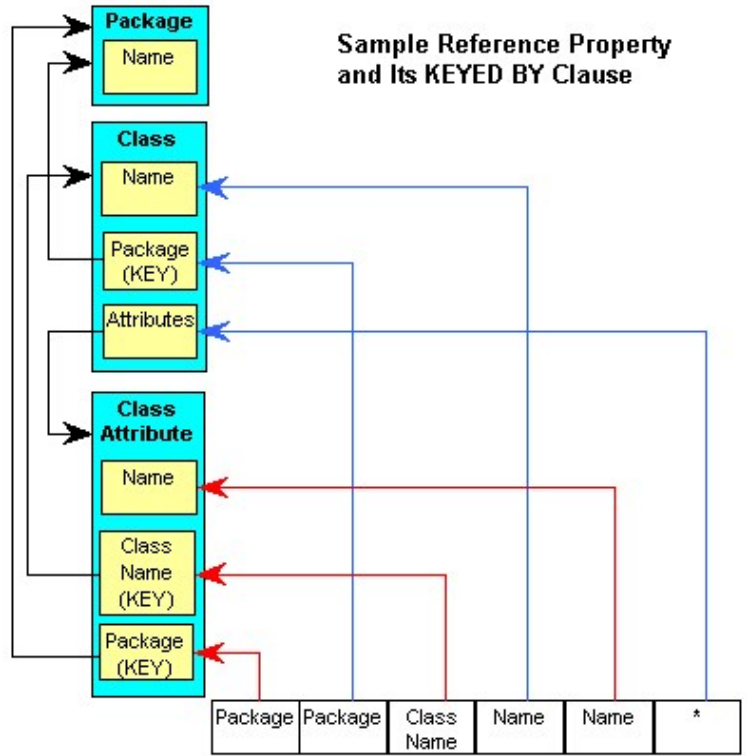 Package
Name
Sample Reference Property
and Its KEYED BY Clause
Class
Name
Package
(KEY)
Attributes
Class
Attribute
Name
Class
Name
(KEY)
Package
(KEY)
Package Package Class Name Name *
Name